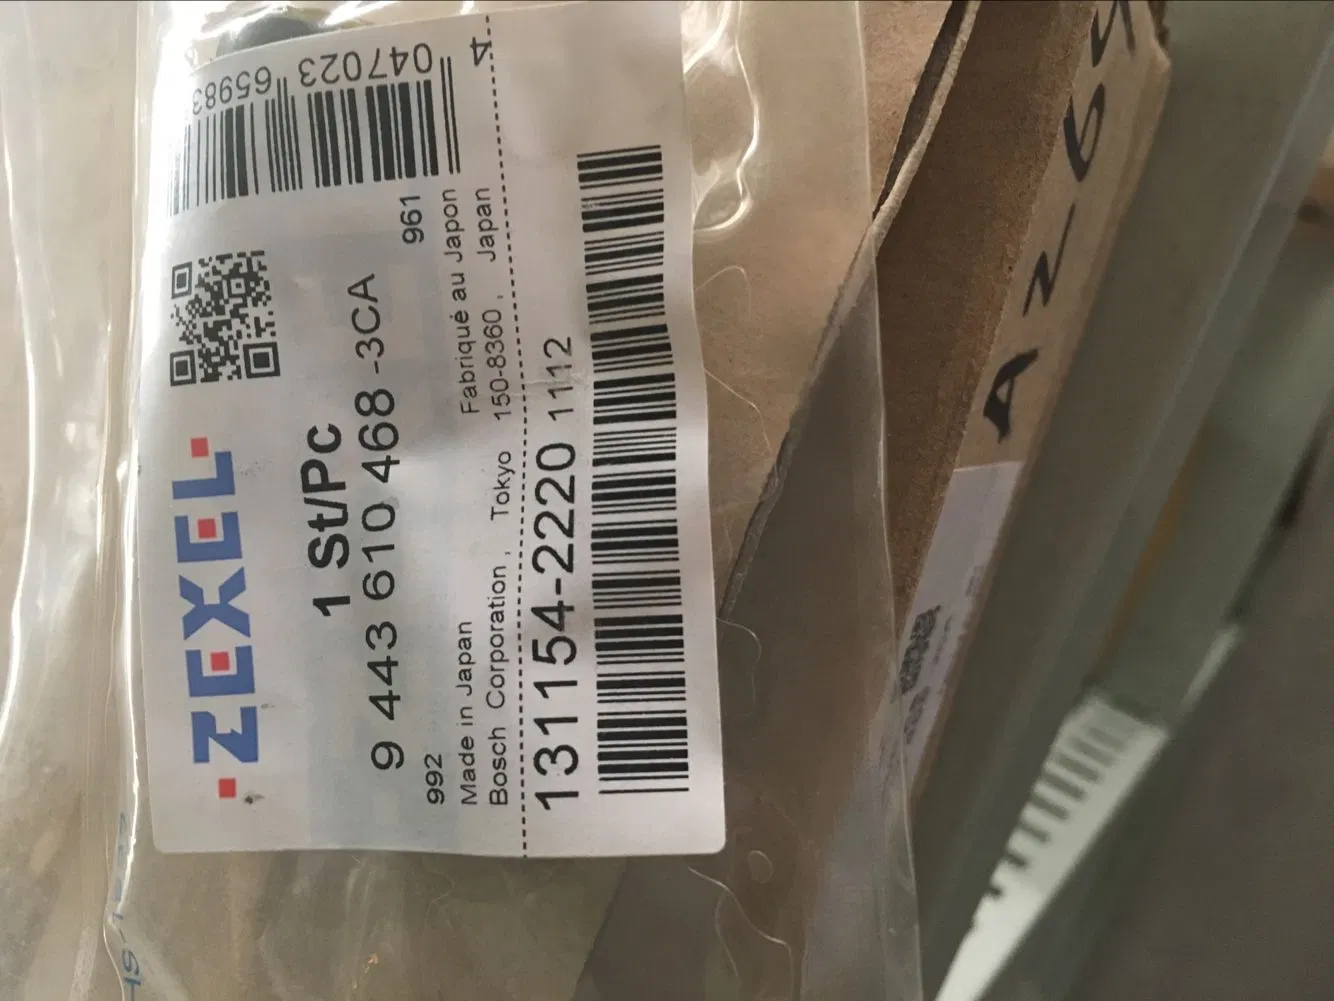 ZEXEL
1 St/Pc
9 443 610 468 -3CA
992
961
Made in Japan Fabriqué au Japon
Bosch Corporation, Tokyo 150-8360, Japan
131154-2220 1112
047023 65983